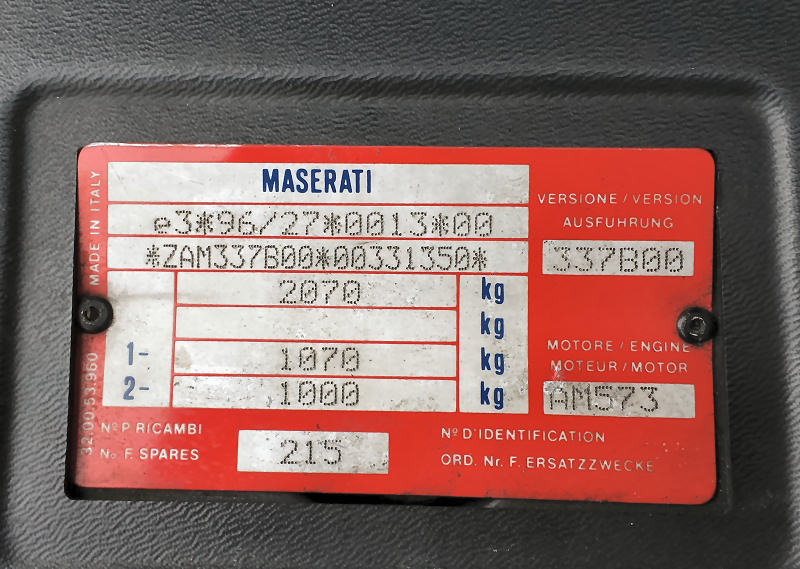 MASERATI
e3*96/27*0013*00
*ZAM337B00*00331350*
2070 kg
kg
1- 1070 kg
2- 1000 kg
MADE IN ITALY
32.00.53.960
VERSIONE / VERSION
AUSFUHRUNG
337B00
MOTORE / ENGINE
MOTEUR / MOTOR
AM573
Nº P. RICAMBI
No. F. SPARES
215
Nº D'IDENTIFICATION
ORD. Nr. F. ERSATZZWECKE